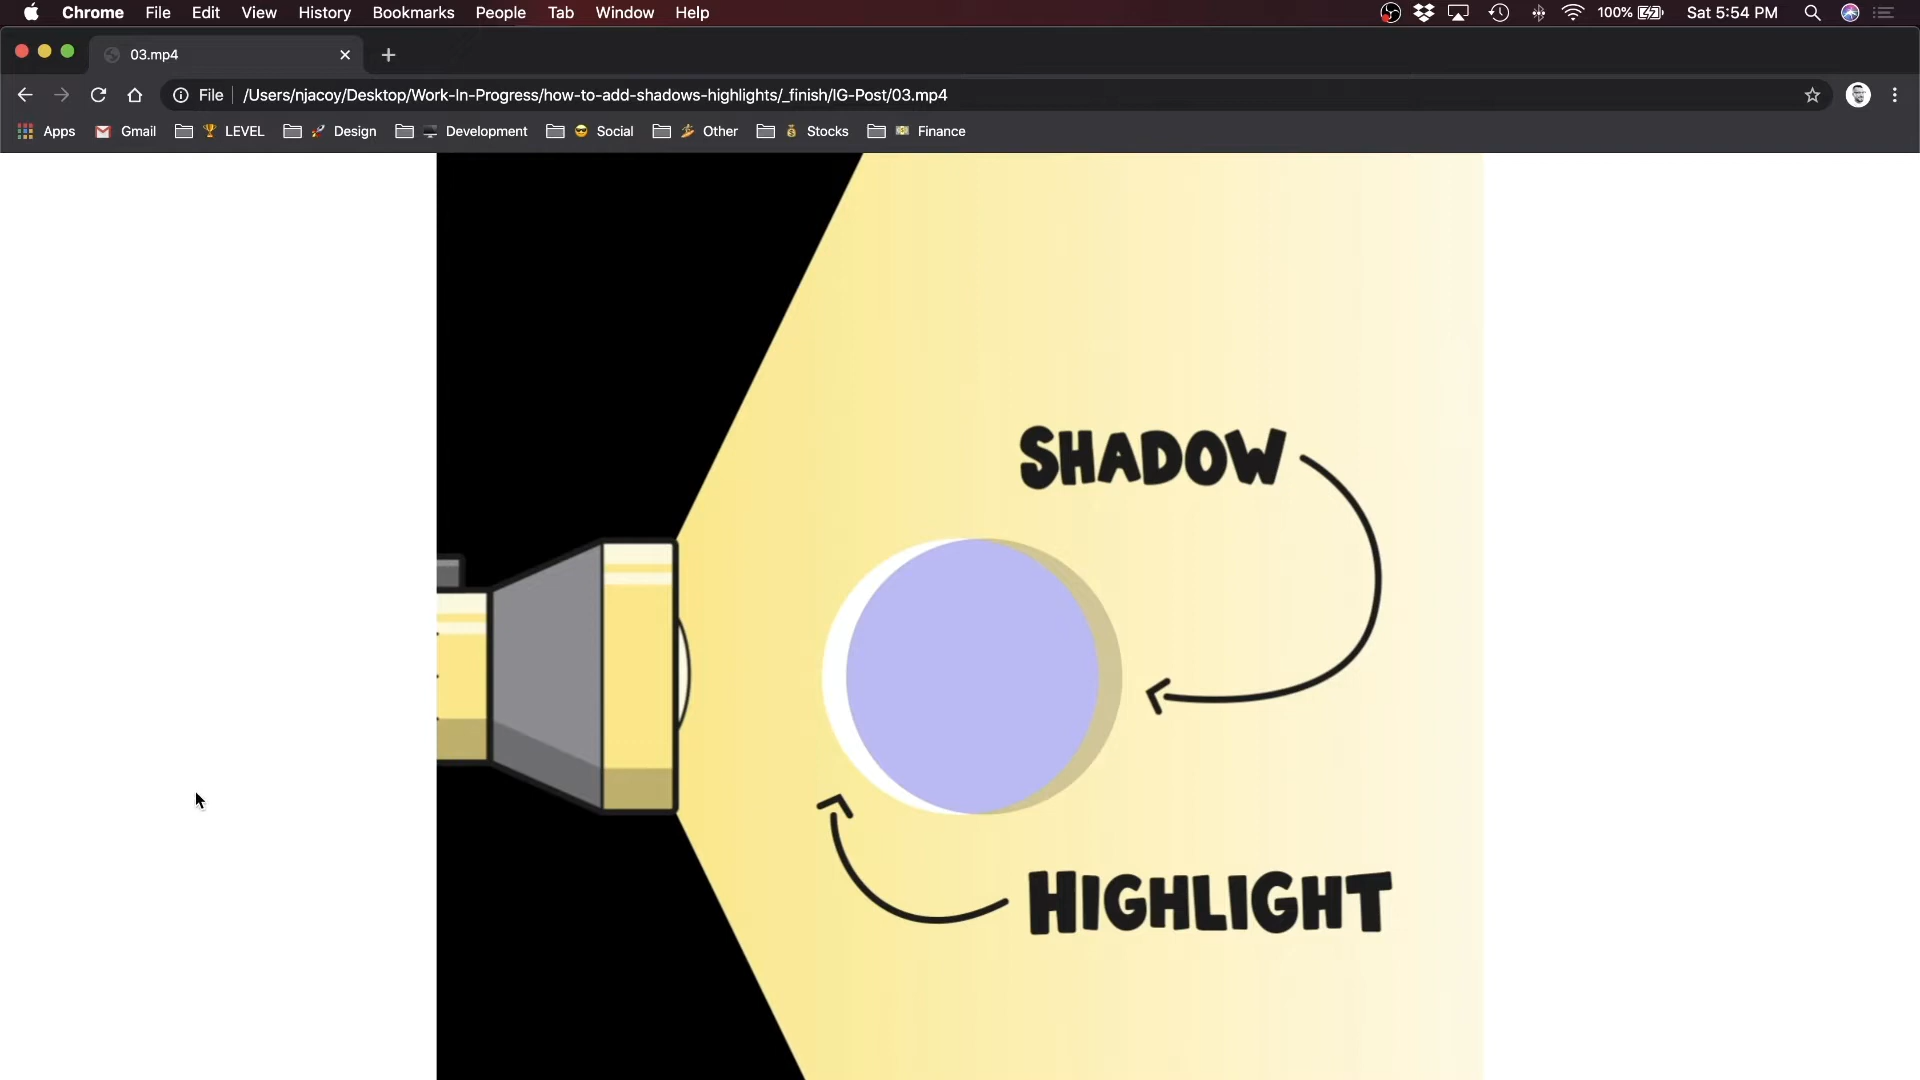 Chrome File Edit View History Bookmarks People Tab Window Help 100% Sat 5:54 PM
03.mp4
File /Users/njacoy/Desktop/Work-In-Progress/how-to-add-shadows-highlights/_finish/IG-Post/03.mp4
Apps Gmail LEVEL Design Development Social Other Stocks Finance
SHADOW
HIGHLIGHT